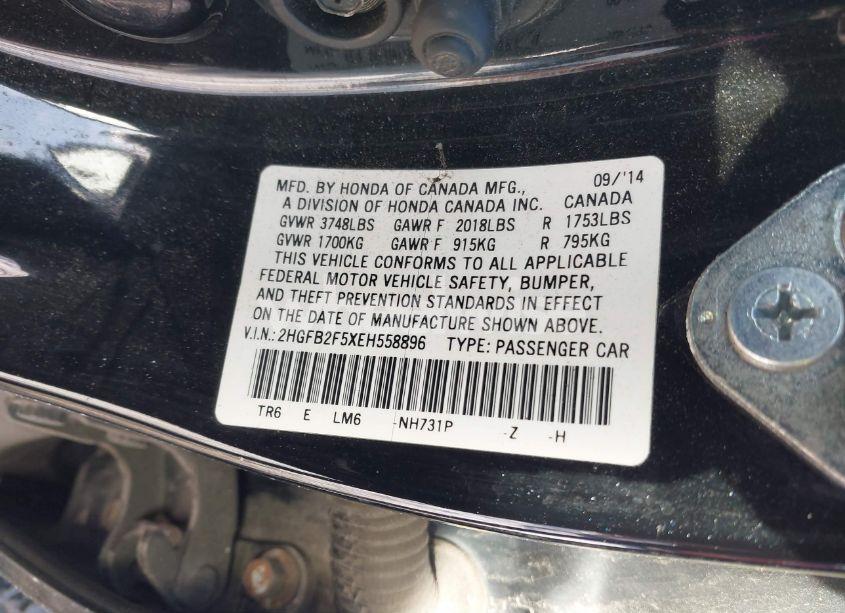 MFD. BY HONDA OF CANADA MFG., 09/'14
A DIVISION OF HONDA CANADA INC. CANADA
GVWR 3748LBS GAWR F 2018LBS R 1753LBS
GVWR 1700KG GAWR F 915KG R 795KG
THIS VEHICLE CONFORMS TO ALL APPLICABLE
FEDERAL MOTOR VEHICLE SAFETY, BUMPER,
AND THEFT PREVENTION STANDARDS IN EFFECT
ON THE DATE OF MANUFACTURE SHOWN ABOVE.
V.I.N.: 2HGFB2F5XEH558896 TYPE: PASSENGER CAR
TR6 E LM6 -NH731P -Z -H